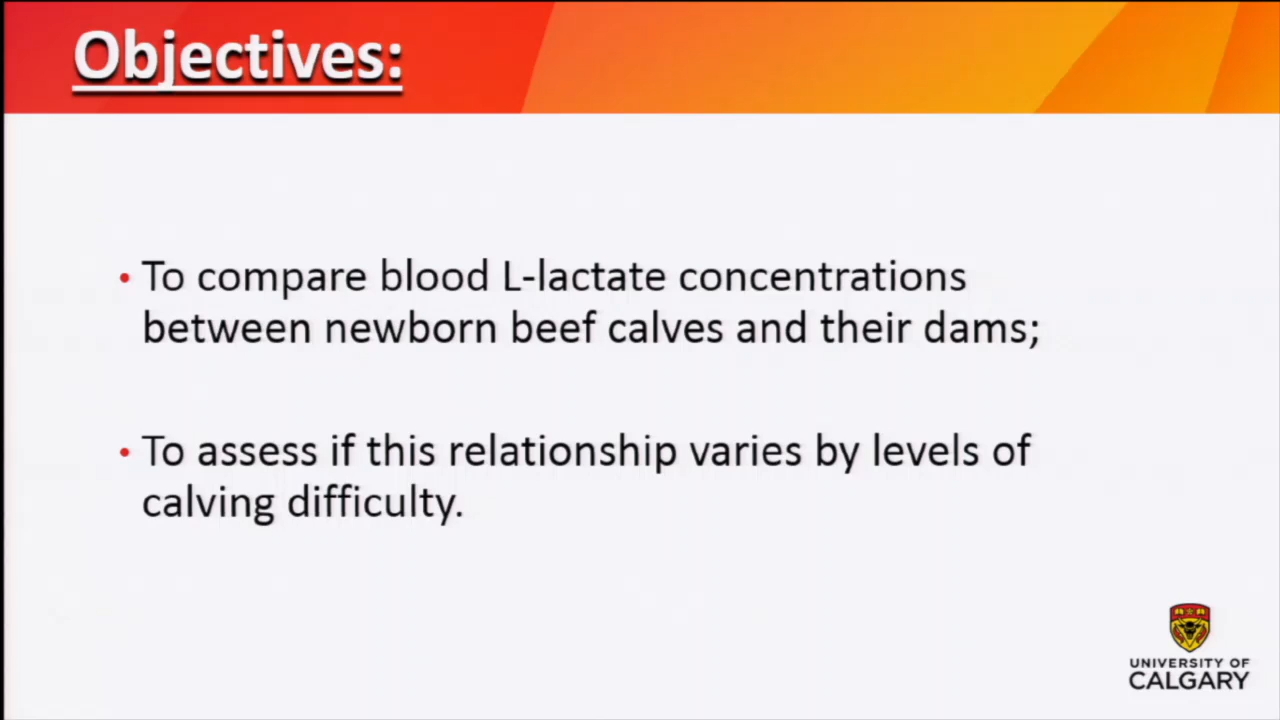 Objectives:
• To compare blood L-lactate concentrations
between newborn beef calves and their dams;
• To assess if this relationship varies by levels of
calving difficulty.
UNIVERSITY OF
CALGARY